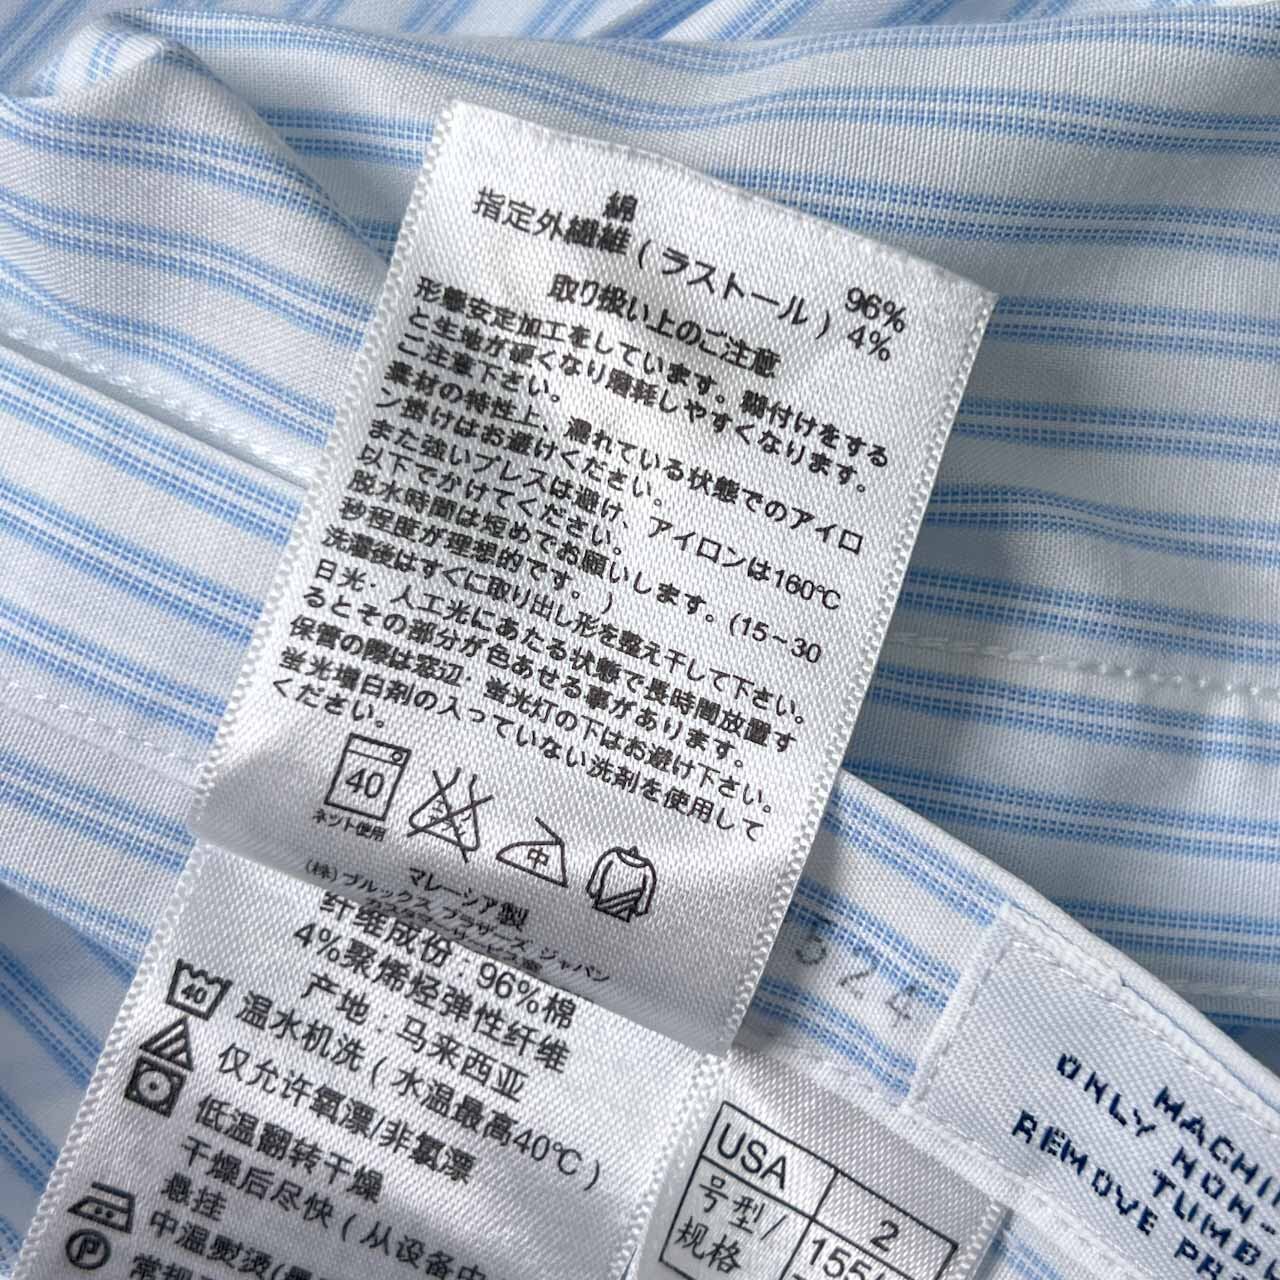 綿 96%
指定外繊維 ( ラストール ) 4%
取り扱い上のご注意
形態安定加工をしています。糊付けをする
と生地が硬くなり磨耗しやすくなります。
ご注意下さい。
素材の特性上、濡れている状態でのアイロ
ン掛けはお避けください。
また強いプレスは避け、アイロンは160℃
以下でかけてください。
脱水時間は短めでお願いします。(15~30
秒程度が理想的です。)
洗濯後はすぐに取り出し形を整え干して下さい。
日光・人工光にあたる状態で長時間放置す
るとその部分が色あせる事があります。
保管の際は窓辺・蛍光灯の下はお避け下さい。
蛍光増白剤の入っていない洗剤を使用して
ください。
40
ネット使用
中
マレーシア製
(株) ブルックス ブラザーズ ジャパン
纤维成份 : 96%棉
4%聚烯烃弹性纤维
产地 : 马来西亚
40
温水机洗 ( 水温最高40℃ )
仅允许氧漂/非氯漂
低温翻转干燥
干燥后尽快 ( 从设备中
悬挂
中温熨烫
P
USA 2
号型/ 155/
规格
524
MACHI
ONLY NON-
TUMB
REMOVE PR